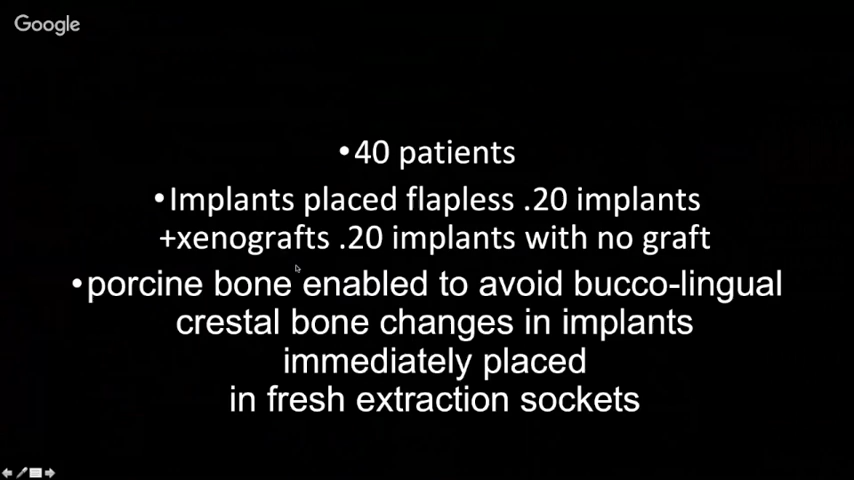 Google
•40 patients
•Implants placed flapless .20 implants
+xenografts .20 implants with no graft
•porcine bone enabled to avoid bucco-lingual
crestal bone changes in implants
immediately placed
in fresh extraction sockets